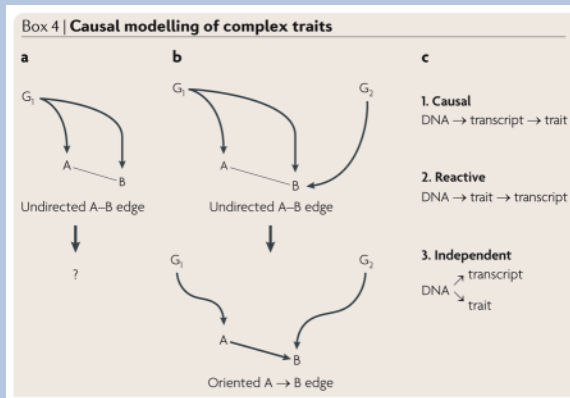 Box 4 | Causal modelling of complex traits
a
G1
A
B
Undirected A–B edge
?
b
G1
G2
A
B
Undirected A–B edge
G1
G2
A
B
Oriented A → B edge
c
1. Causal
DNA → transcript → trait
2. Reactive
DNA → trait → transcript
3. Independent
transcript
DNA
trait